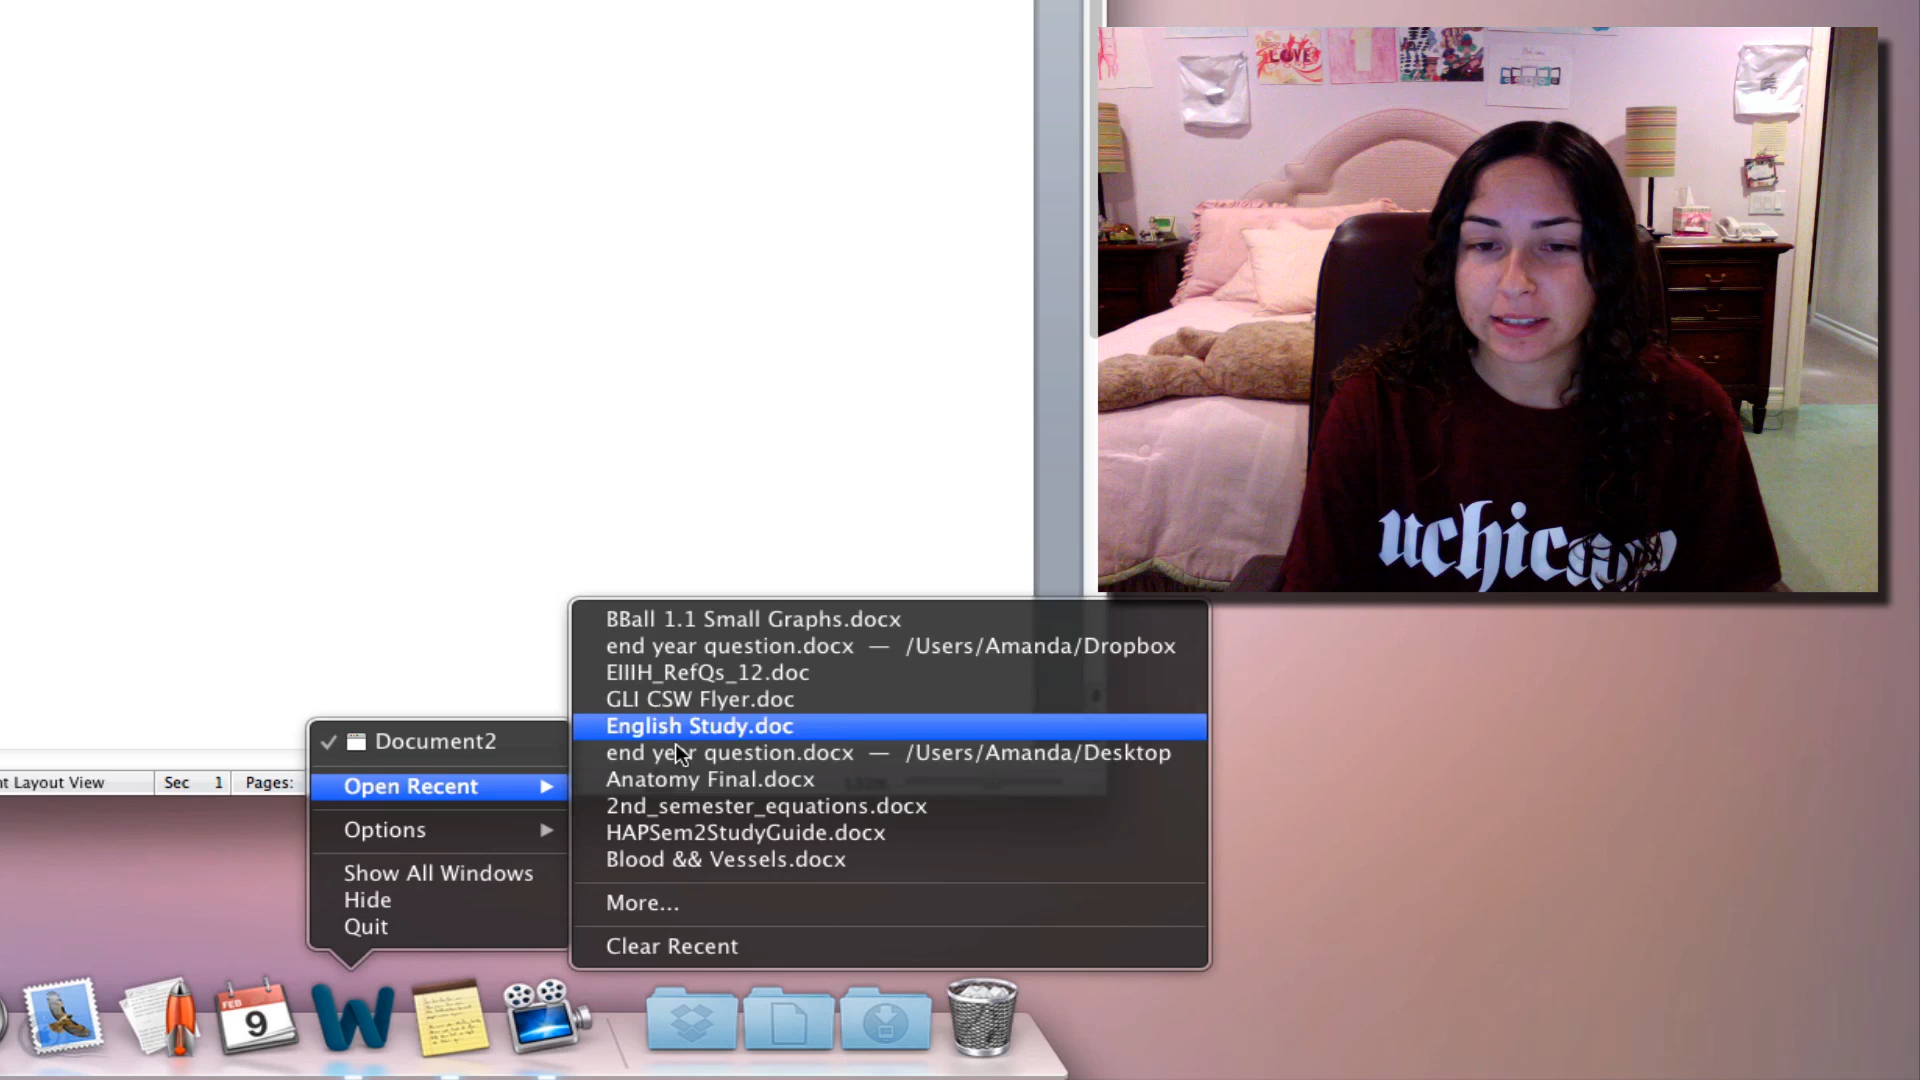 LOVE
uchicago
BBall 1.1 Small Graphs.docx
end year question.docx — /Users/Amanda/Dropbox
EIIIH_RefQs_12.doc
GLI CSW Flyer.doc
English Study.doc
end year question.docx — /Users/Amanda/Desktop
Anatomy Final.docx
2nd_semester_equations.docx
HAPSem2StudyGuide.docx
Blood && Vessels.docx
More...
Clear Recent
Document2
Open Recent
Options
Show All Windows
Hide
Quit
nt Layout View
Sec 1
Pages:
FEB
9